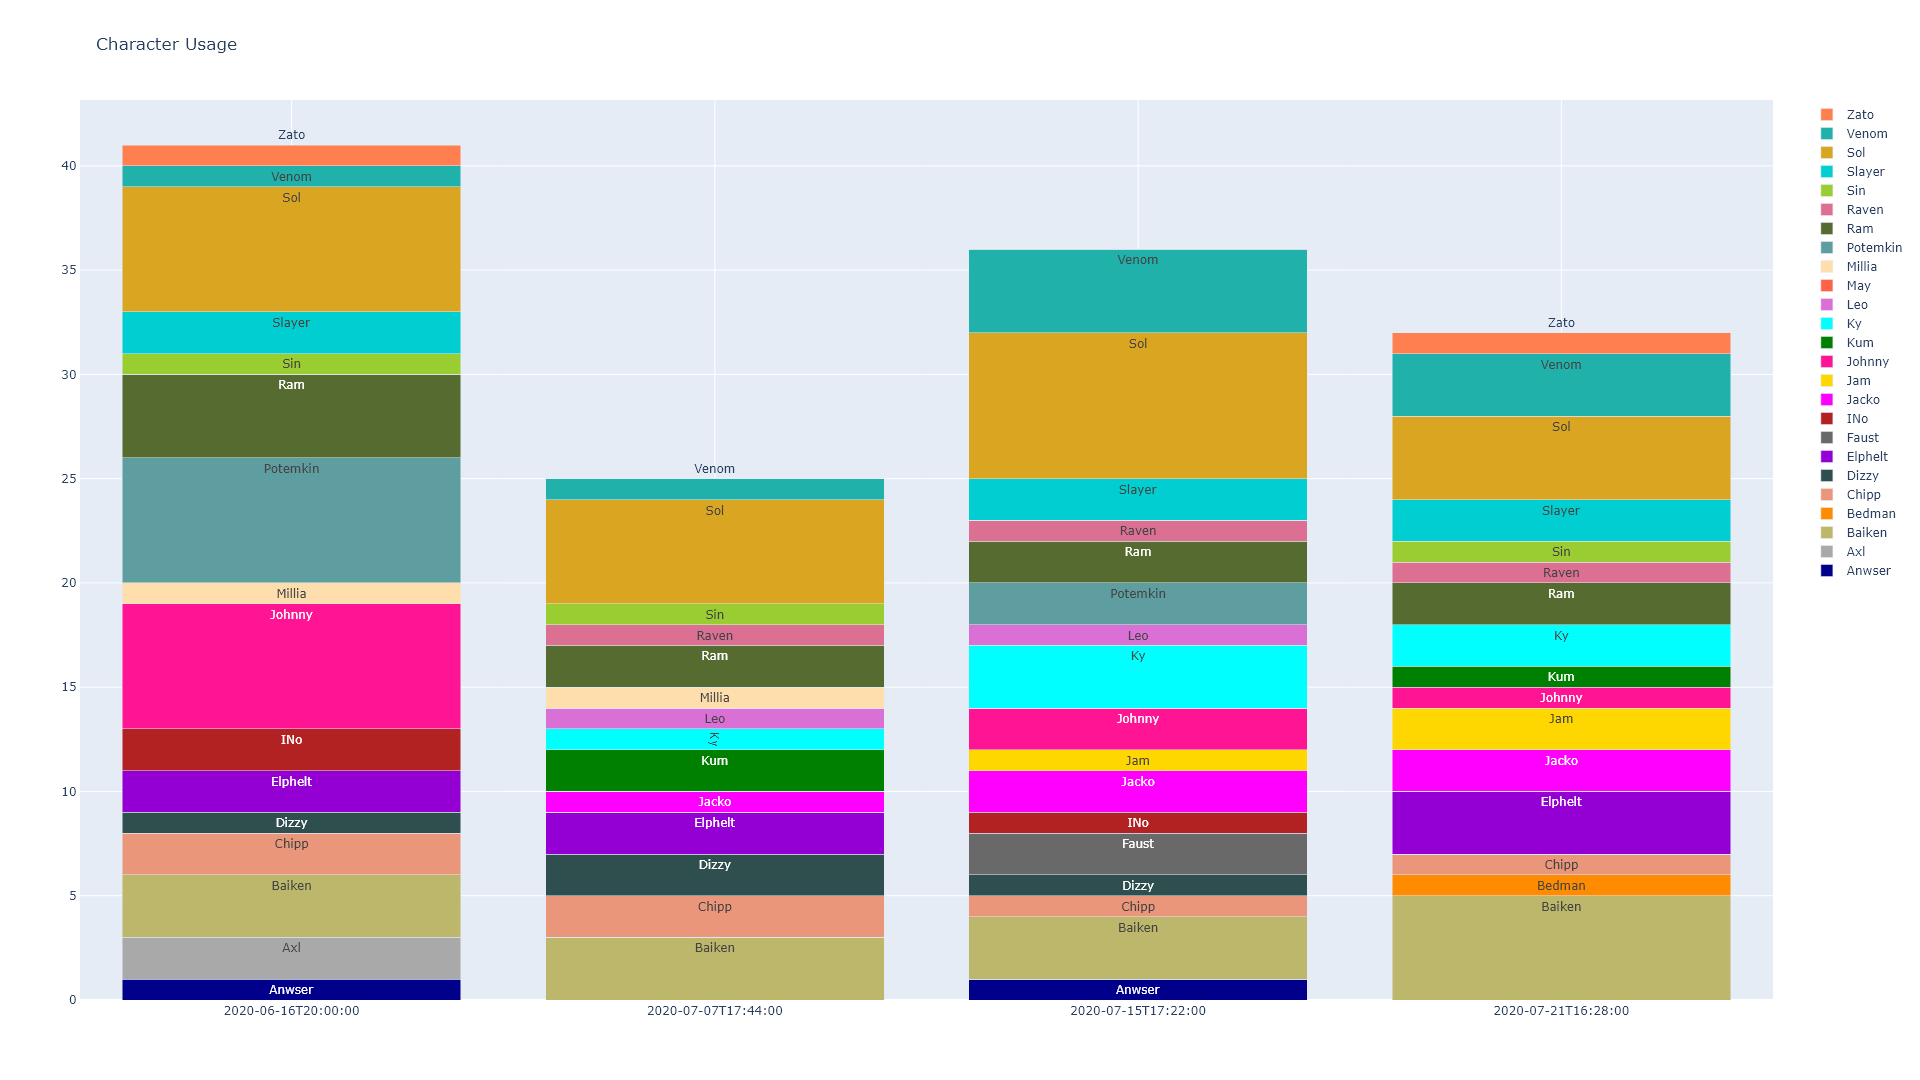 Character Usage
40
35
30
25
20
15
10
5
0
Zato
Venom
Sol
Slayer
Sin
Ram
Potemkin
Millia
Johnny
INo
Elphelt
Dizzy
Chipp
Baiken
Axl
Anwser
2020-06-16T20:00:00
Venom
Sol
Sin
Raven
Ram
Millia
Leo
Ky
Kum
Jacko
Elphelt
Dizzy
Chipp
Baiken
2020-07-07T17:44:00
Venom
Sol
Slayer
Raven
Ram
Potemkin
Leo
Ky
Johnny
Jam
Jacko
INo
Faust
Dizzy
Chipp
Baiken
Anwser
2020-07-15T17:22:00
Zato
Venom
Sol
Slayer
Sin
Raven
Ram
Ky
Kum
Johnny
Jam
Jacko
Elphelt
Chipp
Bedman
Baiken
2020-07-21T16:28:00
Zato
Venom
Sol
Slayer
Sin
Raven
Ram
Potemkin
Millia
May
Leo
Ky
Kum
Johnny
Jam
Jacko
INo
Faust
Elphelt
Dizzy
Chipp
Bedman
Baiken
Axl
Anwser